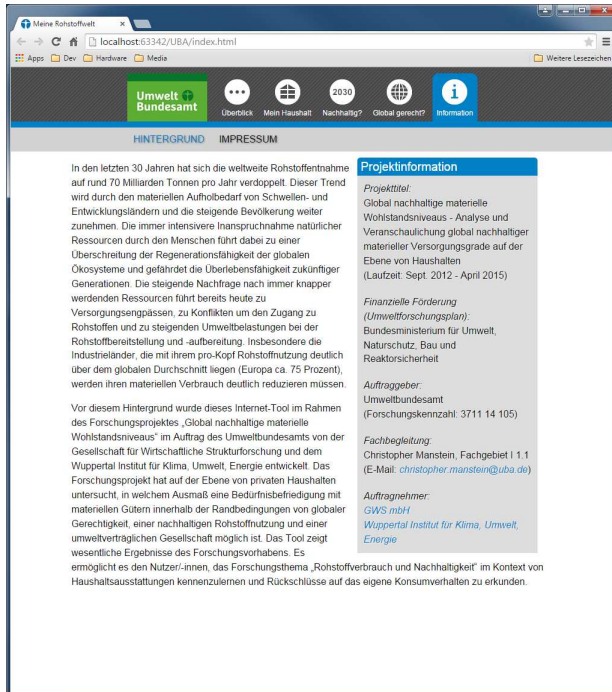 Meine Rohstoffwelt
localhost:63342/UBA/index.html
Apps Dev Hardware Media Weitere Lesezeichen
Umwelt
Bundesamt
2030
Überblick Mein Haushalt Nachhaltig? Global gerecht? Information
HINTERGRUND IMPRESSUM
In den letzten 30 Jahren hat sich die weltweite Rohstoffentnahme
auf rund 70 Milliarden Tonnen pro Jahr verdoppelt. Dieser Trend
wird durch den materiellen Aufholbedarf von Schwellen- und
Entwicklungsländern und die steigende Bevölkerung weiter
zunehmen. Die immer intensivere Inanspruchnahme natürlicher
Ressourcen durch den Menschen führt dabei zu einer
Überschreitung der Regenerationsfähigkeit der globalen
Ökosysteme und gefährdet die Überlebensfähigkeit zukünftiger
Generationen. Die steigende Nachfrage nach immer knapper
werdenden Ressourcen führt bereits heute zu
Versorgungsengpässen, zu Konflikten um den Zugang zu
Rohstoffen und zu steigenden Umweltbelastungen bei der
Rohstoffbereitstellung und -aufbereitung. Insbesondere die
Industrieländer, die mit ihrem pro-Kopf Rohstoffnutzung deutlich
über dem globalen Durchschnitt liegen (Europa ca. 75 Prozent),
werden ihren materiellen Verbrauch deutlich reduzieren müssen.
Vor diesem Hintergrund wurde dieses Internet-Tool im Rahmen
des Forschungsprojektes „Global nachhaltige materielle
Wohlstandsniveaus“ im Auftrag des Umweltbundesamts von der
Gesellschaft für Wirtschaftliche Strukturforschung und dem
Wuppertal Institut für Klima, Umwelt, Energie entwickelt. Das
Forschungsprojekt hat auf der Ebene von privaten Haushalten
untersucht, in welchem Ausmaß eine Bedürfnisbefriedigung mit
materiellen Gütern innerhalb der Randbedingungen von globaler
Gerechtigkeit, einer nachhaltigen Rohstoffnutzung und einer
umweltverträglichen Gesellschaft möglich ist. Das Tool zeigt
wesentliche Ergebnisse des Forschungsvorhabens. Es
ermöglicht es den Nutzer/-innen, das Forschungsthema „Rohstoffverbrauch und Nachhaltigkeit“ im Kontext von
Haushaltsausstattungen kennenzulernen und Rückschlüsse auf das eigene Konsumverhalten zu erkunden.
Projektinformation
Projekttitel:
Global nachhaltige materielle
Wohlstandsniveaus - Analyse und
Veranschaulichung global nachhaltiger
materieller Versorgungsgrade auf der
Ebene von Haushalten
(Laufzeit: Sept. 2012 - April 2015)
Finanzielle Förderung
(Umweltforschungsplan):
Bundesministerium für Umwelt,
Naturschutz, Bau und
Reaktorsicherheit
Auftraggeber:
Umweltbundesamt
(Forschungskennzahl: 3711 14 105)
Fachbegleitung:
Christopher Manstein, Fachgebiet I 1.1
(E-Mail: christopher.manstein@uba.de)
Auftragnehmer:
GWS mbH
Wuppertal Institut für Klima, Umwelt,
Energie